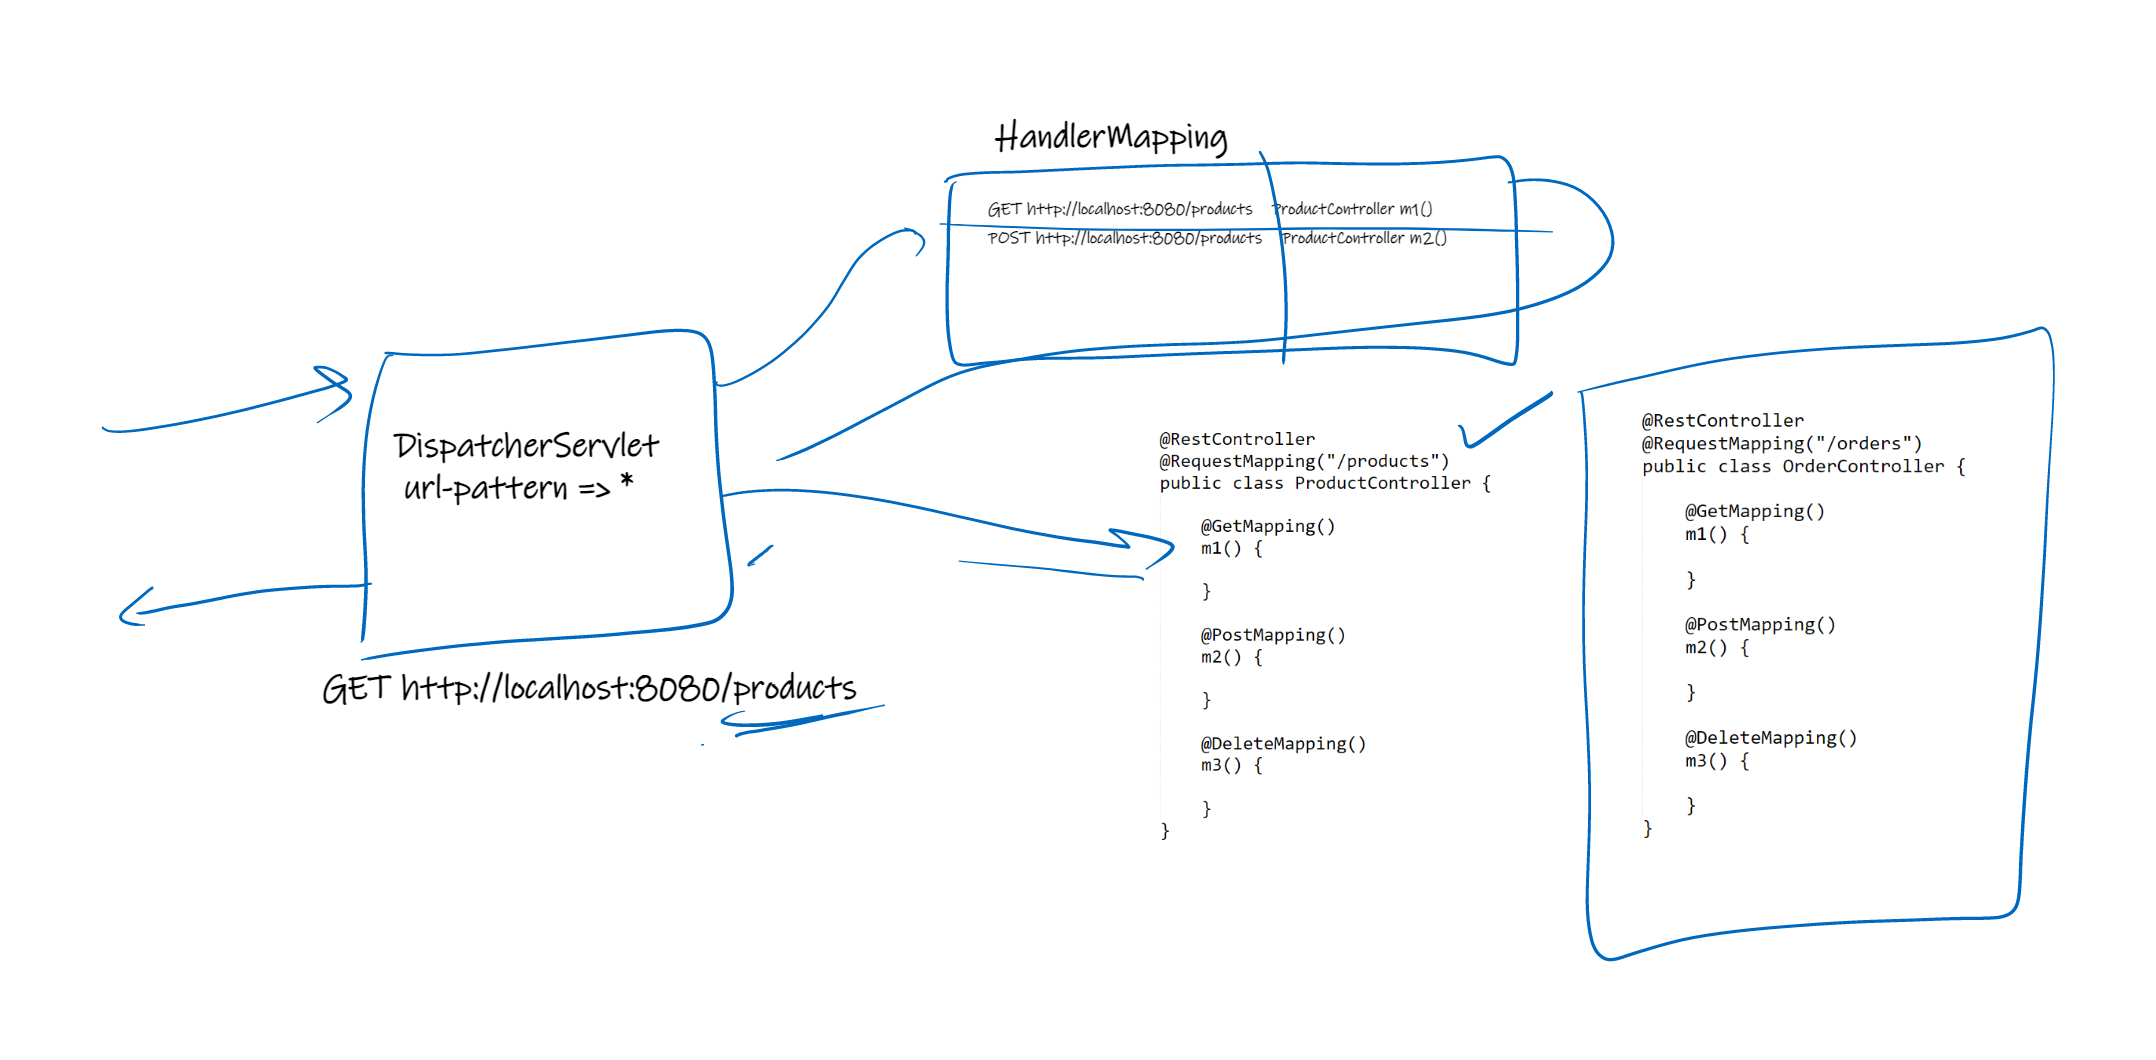 HandlerMapping
GET http://localhost:8080/products ProductController m1()
POST http://localhost:8080/products ProductController m2()
DispatcherServlet
url-pattern => *
GET http://localhost:8080/products
@RestController
@RequestMapping("/products")
public class ProductController {
@GetMapping()
m1() {
}
@PostMapping()
m2() {
}
@DeleteMapping()
m3() {
}
}
@RestController
@RequestMapping("/orders")
public class OrderController {
@GetMapping()
m1() {
}
@PostMapping()
m2() {
}
@DeleteMapping()
m3() {
}
}